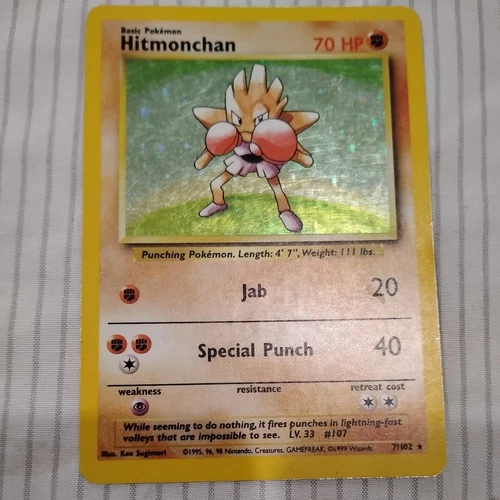 Basic Pokémon
Hitmonchan 70 HP
Punching Pokémon. Length: 4' 7", Weight: 111 lbs.
Jab 20
Special Punch 40
weakness resistance retreat cost
While seeming to do nothing, it fires punches in lightning-fast
volleys that are impossible to see. LV. 33 #107
Illus. Ken Sugimori ©1995, 96, 98 Nintendo, Creatures, GAMEFREAK. ©1999 Wizards. 7/102 ★